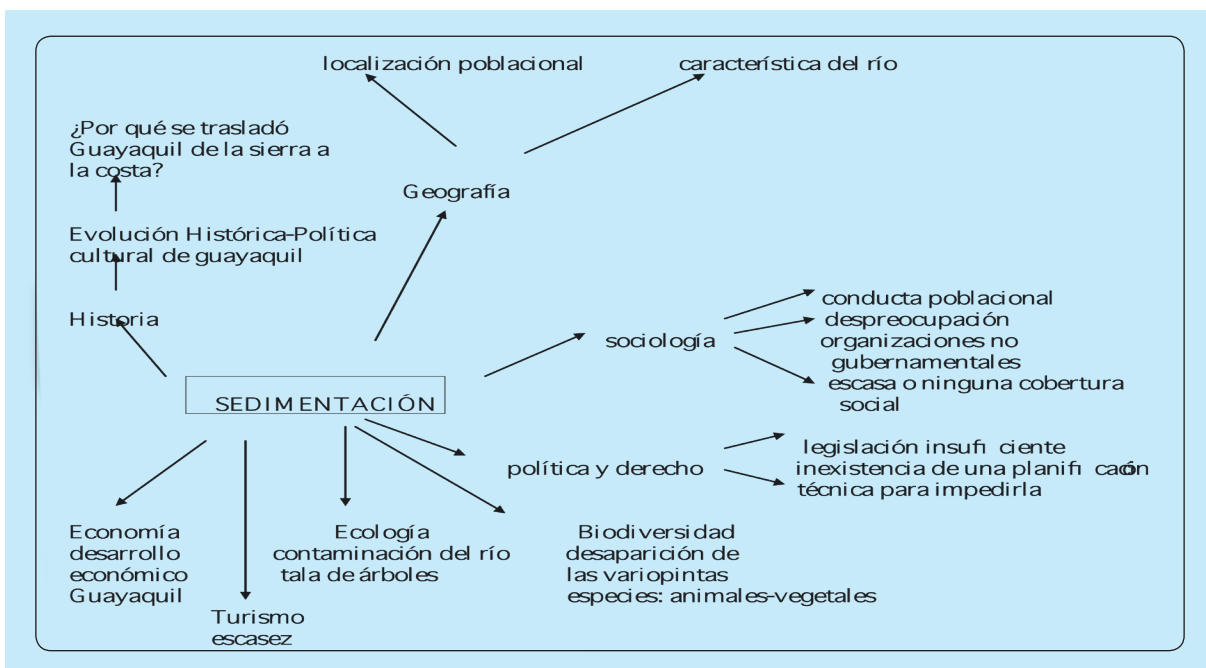 localización poblacional
característica del río
¿Por qué se trasladó
Guayaquil de la sierra a
la costa?
Geografía
Evolución Histórica-Política
cultural de guayaquil
Historia
sociología
conducta poblacional
despreocupación
organizaciones no
gubernamentales
escasa o ninguna cobertura
social
SEDIMENTACIÓN
política y derecho
legislación insufi ciente
inexistencia de una planifi cación
técnica para impedirla
Economía
desarrollo
económico
Guayaquil
Turismo
escasez
Ecología
contaminación del río
tala de árboles
Biodiversidad
desaparición de
las variopintas
especies: animales-vegetales